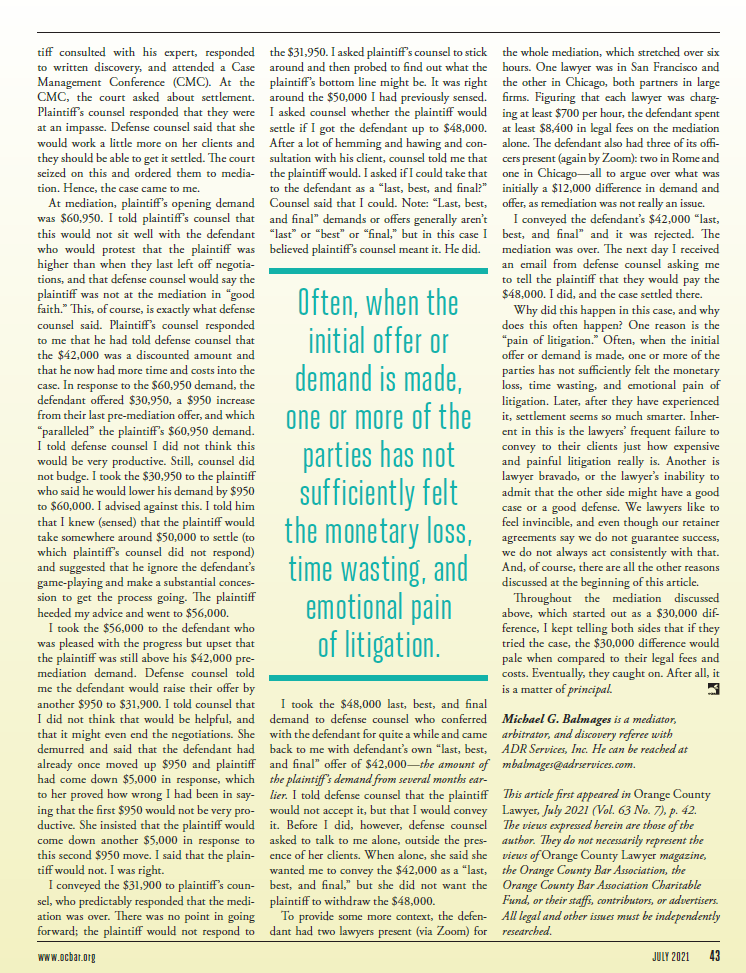 tiff consulted with his expert, responded
to written discovery, and attended a Case
Management Conference (CMC). At the
CMC, the court asked about settlement.
Plaintiff's counsel responded that they were
at an impasse. Defense counsel said that she
would work a little more on her clients and
they should be able to get it settled. The court
seized on this and ordered them to media-
tion. Hence, the case came to me.
At mediation, plaintiff's opening demand
was $60,950. I told plaintiff's counsel that
this would not sit well with the defendant
who would protest that the plaintiff was
higher than when they last left off negotia-
tions, and that defense counsel would say the
plaintiff was not at the mediation in "good
faith." This, of course, is exactly what defense
counsel said. Plaintiff's counsel responded
to me that he had told defense counsel that
the $42,000 was a discounted amount and
that he now had more time and costs into the
case. In response to the $60,950 demand, the
defendant offered $30,950, a $950 increase
from their last pre-mediation offer, and which
"paralleled" the plaintiff's $60,950 demand.
I told defense counsel I did not think this
would be very productive. Still, counsel did
not budge. I took the $30,950 to the plaintiff
who said he would lower his demand by $950
to $60,000. I advised against this. I told him
that I knew (sensed) that the plaintiff would
take somewhere around $50,000 to settle (to
which plaintiff's counsel did not respond)
and suggested that he ignore the defendant's
game-playing and make a substantial conces-
sion to get the process going. The plaintiff
heeded my advice and went to $56,000.
I took the $56,000 to the defendant who
was pleased with the progress but upset that
the plaintiff was still above his $42,000 pre-
mediation demand. Defense counsel told
me the defendant would raise their offer by
another $950 to $31,900. I told counsel that
I did not think that would be helpful, and
that it might even end the negotiations. She
demurred and said that the defendant had
already once moved up $950 and plaintiff
had come down $5,000 in response, which
to her proved how wrong I had been in say-
ing that the first $950 would not be very pro-
ductive. She insisted that the plaintiff would
come down another $5,000 in response to
this second $950 move. I said that the plain-
tiff would not. I was right.
I conveyed the $31,900 to plaintiff's coun-
sel, who predictably responded that the medi-
ation was over. There was no point in going
forward; the plaintiff would not respond to
the $31,950. I asked plaintiff's counsel to stick
around and then probed to find out what the
plaintiff's bottom line might be. It was right
around the $50,000 I had previously sensed.
I asked counsel whether the plaintiff would
settle if I got the defendant up to $48,000.
After a lot of hemming and hawing and con-
sultation with his client, counsel told me that
the plaintiff would. I asked if I could take that
to the defendant as a "last, best, and final?"
Counsel said that I could. Note: "Last, best,
and final" demands or offers generally aren't
"last" or "best" or "final," but in this case I
believed plaintiff's counsel meant it. He did.
Often, when the
initial offer or
demand is made,
one or more of the
parties has not
sufficiently felt
the monetary loss,
time wasting, and
emotional pain
of litigation.
I took the $48,000 last, best, and final
demand to defense counsel who conferred
with the defendant for quite a while and came
back to me with defendant's own "last, best,
and final" offer of $42,000—the amount of
the plaintiff's demand from several months ear-
lier. I told defense counsel that the plaintiff
would not accept it, but that I would convey
it. Before I did, however, defense counsel
asked to talk to me alone, outside the pres-
ence of her clients. When alone, she said she
wanted me to convey the $42,000 as a "last,
best, and final," but she did not want the
plaintiff to withdraw the $48,000.
To provide some more context, the defen-
dant had two lawyers present (via Zoom) for
the whole mediation, which stretched over six
hours. One lawyer was in San Francisco and
the other in Chicago, both partners in large
firms. Figuring that each lawyer was charg-
ing at least $700 per hour, the defendant spent
at least $8,400 in legal fees on the mediation
alone. The defendant also had three of its offi-
cers present (again by Zoom): two in Rome and
one in Chicago—all to argue over what was
initially a $12,000 difference in demand and
offer, as remediation was not really an issue.
I conveyed the defendant's $42,000 "last,
best, and final" and it was rejected. The
mediation was over. The next day I received
an email from defense counsel asking me
to tell the plaintiff that they would pay the
$48,000. I did, and the case settled there.
Why did this happen in this case, and why
does this often happen? One reason is the
"pain of litigation." Often, when the initial
offer or demand is made, one or more of the
parties has not sufficiently felt the monetary
loss, time wasting, and emotional pain of
litigation. Later, after they have experienced
it, settlement seems so much smarter. Inher-
ent in this is the lawyers' frequent failure to
convey to their clients just how expensive
and painful litigation really is. Another is
lawyer bravado, or the lawyer's inability to
admit that the other side might have a good
case or a good defense. We lawyers like to
feel invincible, and even though our retainer
agreements say we do not guarantee success,
we do not always act consistently with that.
And, of course, there are all the other reasons
discussed at the beginning of this article.
Throughout the mediation discussed
above, which started out as a $30,000 dif-
ference, I kept telling both sides that if they
tried the case, the $30,000 difference would
pale when compared to their legal fees and
costs. Eventually, they caught on. After all, it
is a matter of principal.
Michael G. Balmages is a mediator,
arbitrator, and discovery referee with
ADR Services, Inc. He can be reached at
mbalmages@adrservices.com.
This article first appeared in Orange County
Lawyer, July 2021 (Vol. 63 No. 7), p. 42.
The views expressed herein are those of the
author. They do not necessarily represent the
views of Orange County Lawyer magazine,
the Orange County Bar Association, the
Orange County Bar Association Charitable
Fund, or their staffs, contributors, or advertisers.
All legal and other issues must be independently
researched.
www.ocbar.org
JULY 2021 43